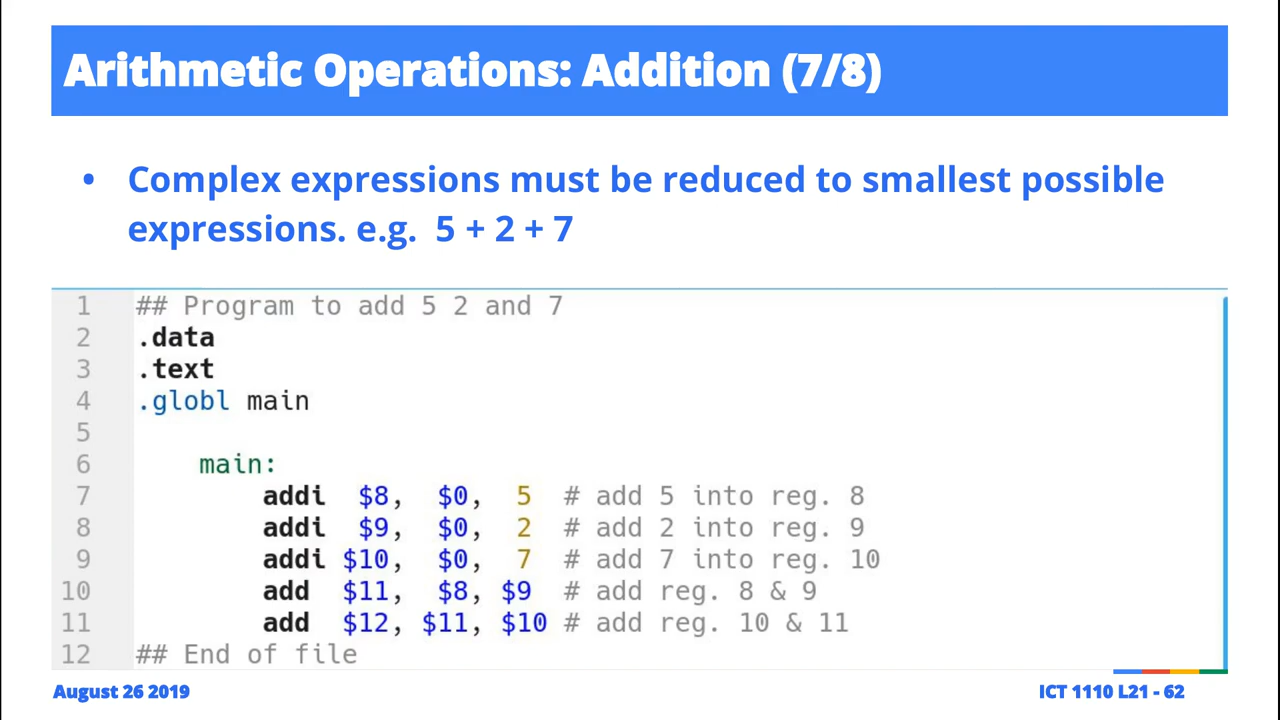 Arithmetic Operations: Addition (7/8)
• Complex expressions must be reduced to smallest possible
expressions. e.g.  5 + 2 + 7
1 ## Program to add 5 2 and 7
2 .data
3 .text
4 .globl main
5
6     main:
7         addi  $8,  $0,  5  # add 5 into reg. 8
8         addi  $9,  $0,  2  # add 2 into reg. 9
9         addi $10,  $0,  7  # add 7 into reg. 10
10         add  $11,  $8, $9  # add reg. 8 & 9
11         add  $12, $11, $10 # add reg. 10 & 11
12 ## End of file
August 26 2019
ICT 1110 L21 - 62